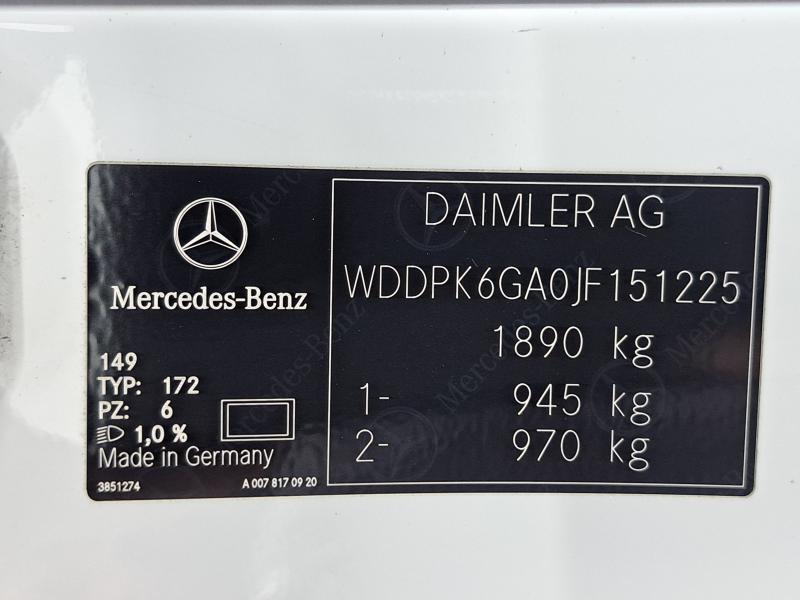 Mercedes-Benz
149
TYP: 172
PZ: 6
1,0 %
Made in Germany
3851274 A 007 817 09 20
DAIMLER AG
WDDPK6GA0JF151225
1890 kg
1- 945 kg
2- 970 kg